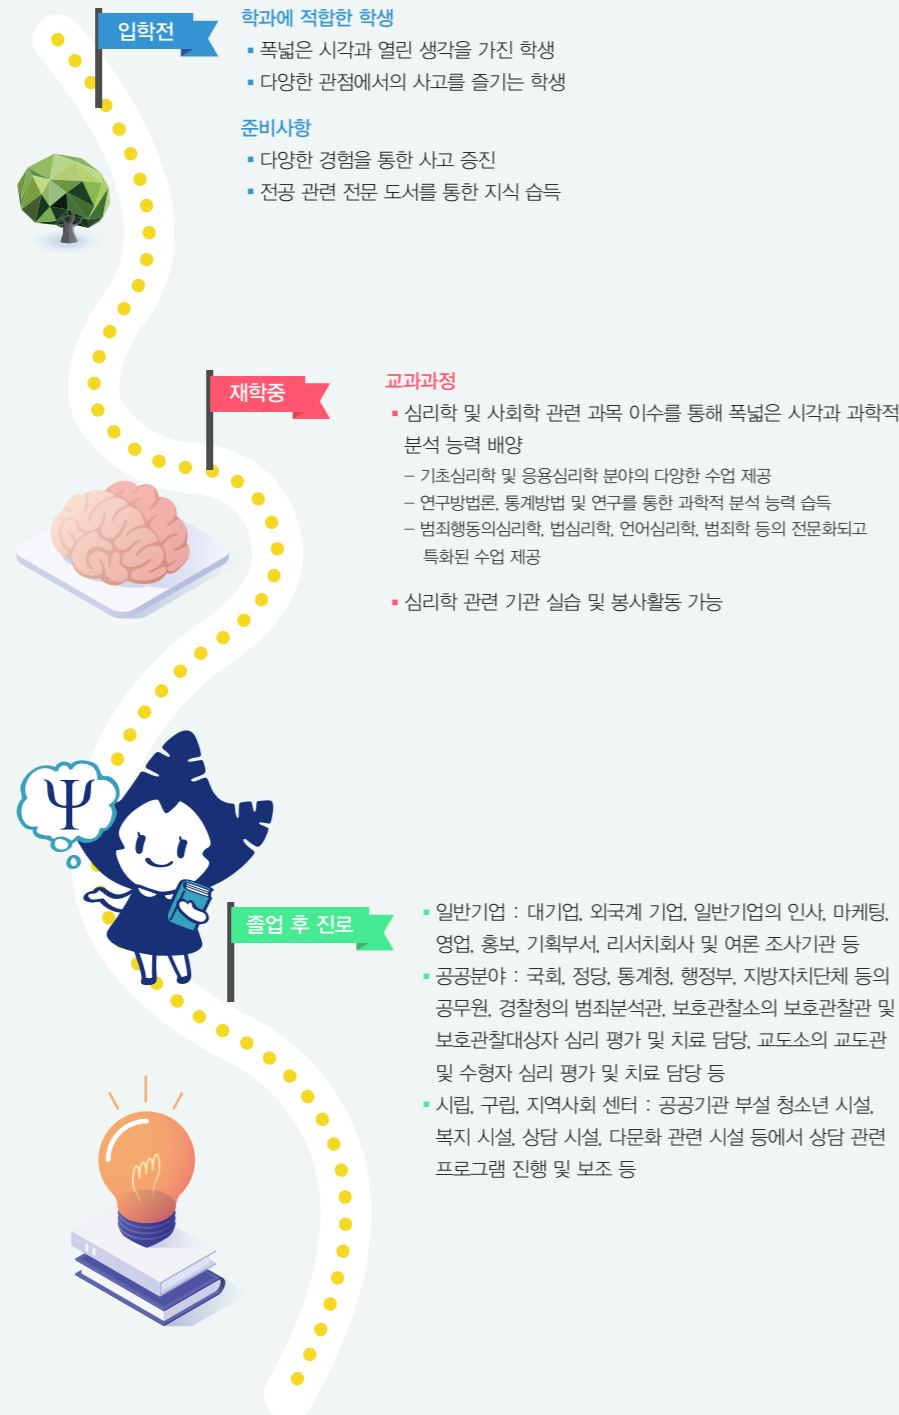 입학전
학과에 적합한 학생
▪ 폭넓은 시각과 열린 생각을 가진 학생
▪ 다양한 관점에서의 사고를 즐기는 학생
준비사항
▪ 다양한 경험을 통한 사고 증진
▪ 전공 관련 전문 도서를 통한 지식 습득
재학중
교과과정
▪ 심리학 및 사회학 관련 과목 이수를 통해 폭넓은 시각과 과학적
분석 능력 배양
– 기초심리학 및 응용심리학 분야의 다양한 수업 제공
– 연구방법론, 통계방법 및 연구를 통한 과학적 분석 능력 습득
– 범죄행동의심리학, 법심리학, 언어심리학, 범죄학 등의 전문화되고
특화된 수업 제공
▪ 심리학 관련 기관 실습 및 봉사활동 가능
Ψ
졸업 후 진로
▪ 일반기업 : 대기업, 외국계 기업, 일반기업의 인사, 마케팅,
영업, 홍보, 기획부서, 리서치회사 및 여론 조사기관 등
▪ 공공분야 : 국회, 정당, 통계청, 행정부, 지방자치단체 등의
공무원, 경찰청의 범죄분석관, 보호관찰소의 보호관찰관 및
보호관찰대상자 심리 평가 및 치료 담당, 교도소의 교도관
및 수형자 심리 평가 및 치료 담당 등
▪ 시립, 구립, 지역사회 센터 : 공공기관 부설 청소년 시설,
복지 시설, 상담 시설, 다문화 관련 시설 등에서 상담 관련
프로그램 진행 및 보조 등